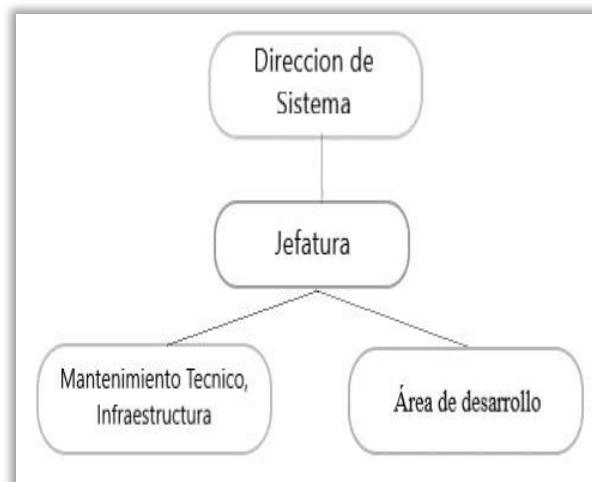 Direccion de
Sistema
Jefatura
Mantenimiento Tecnico,
Infraestructura
Área de desarrollo